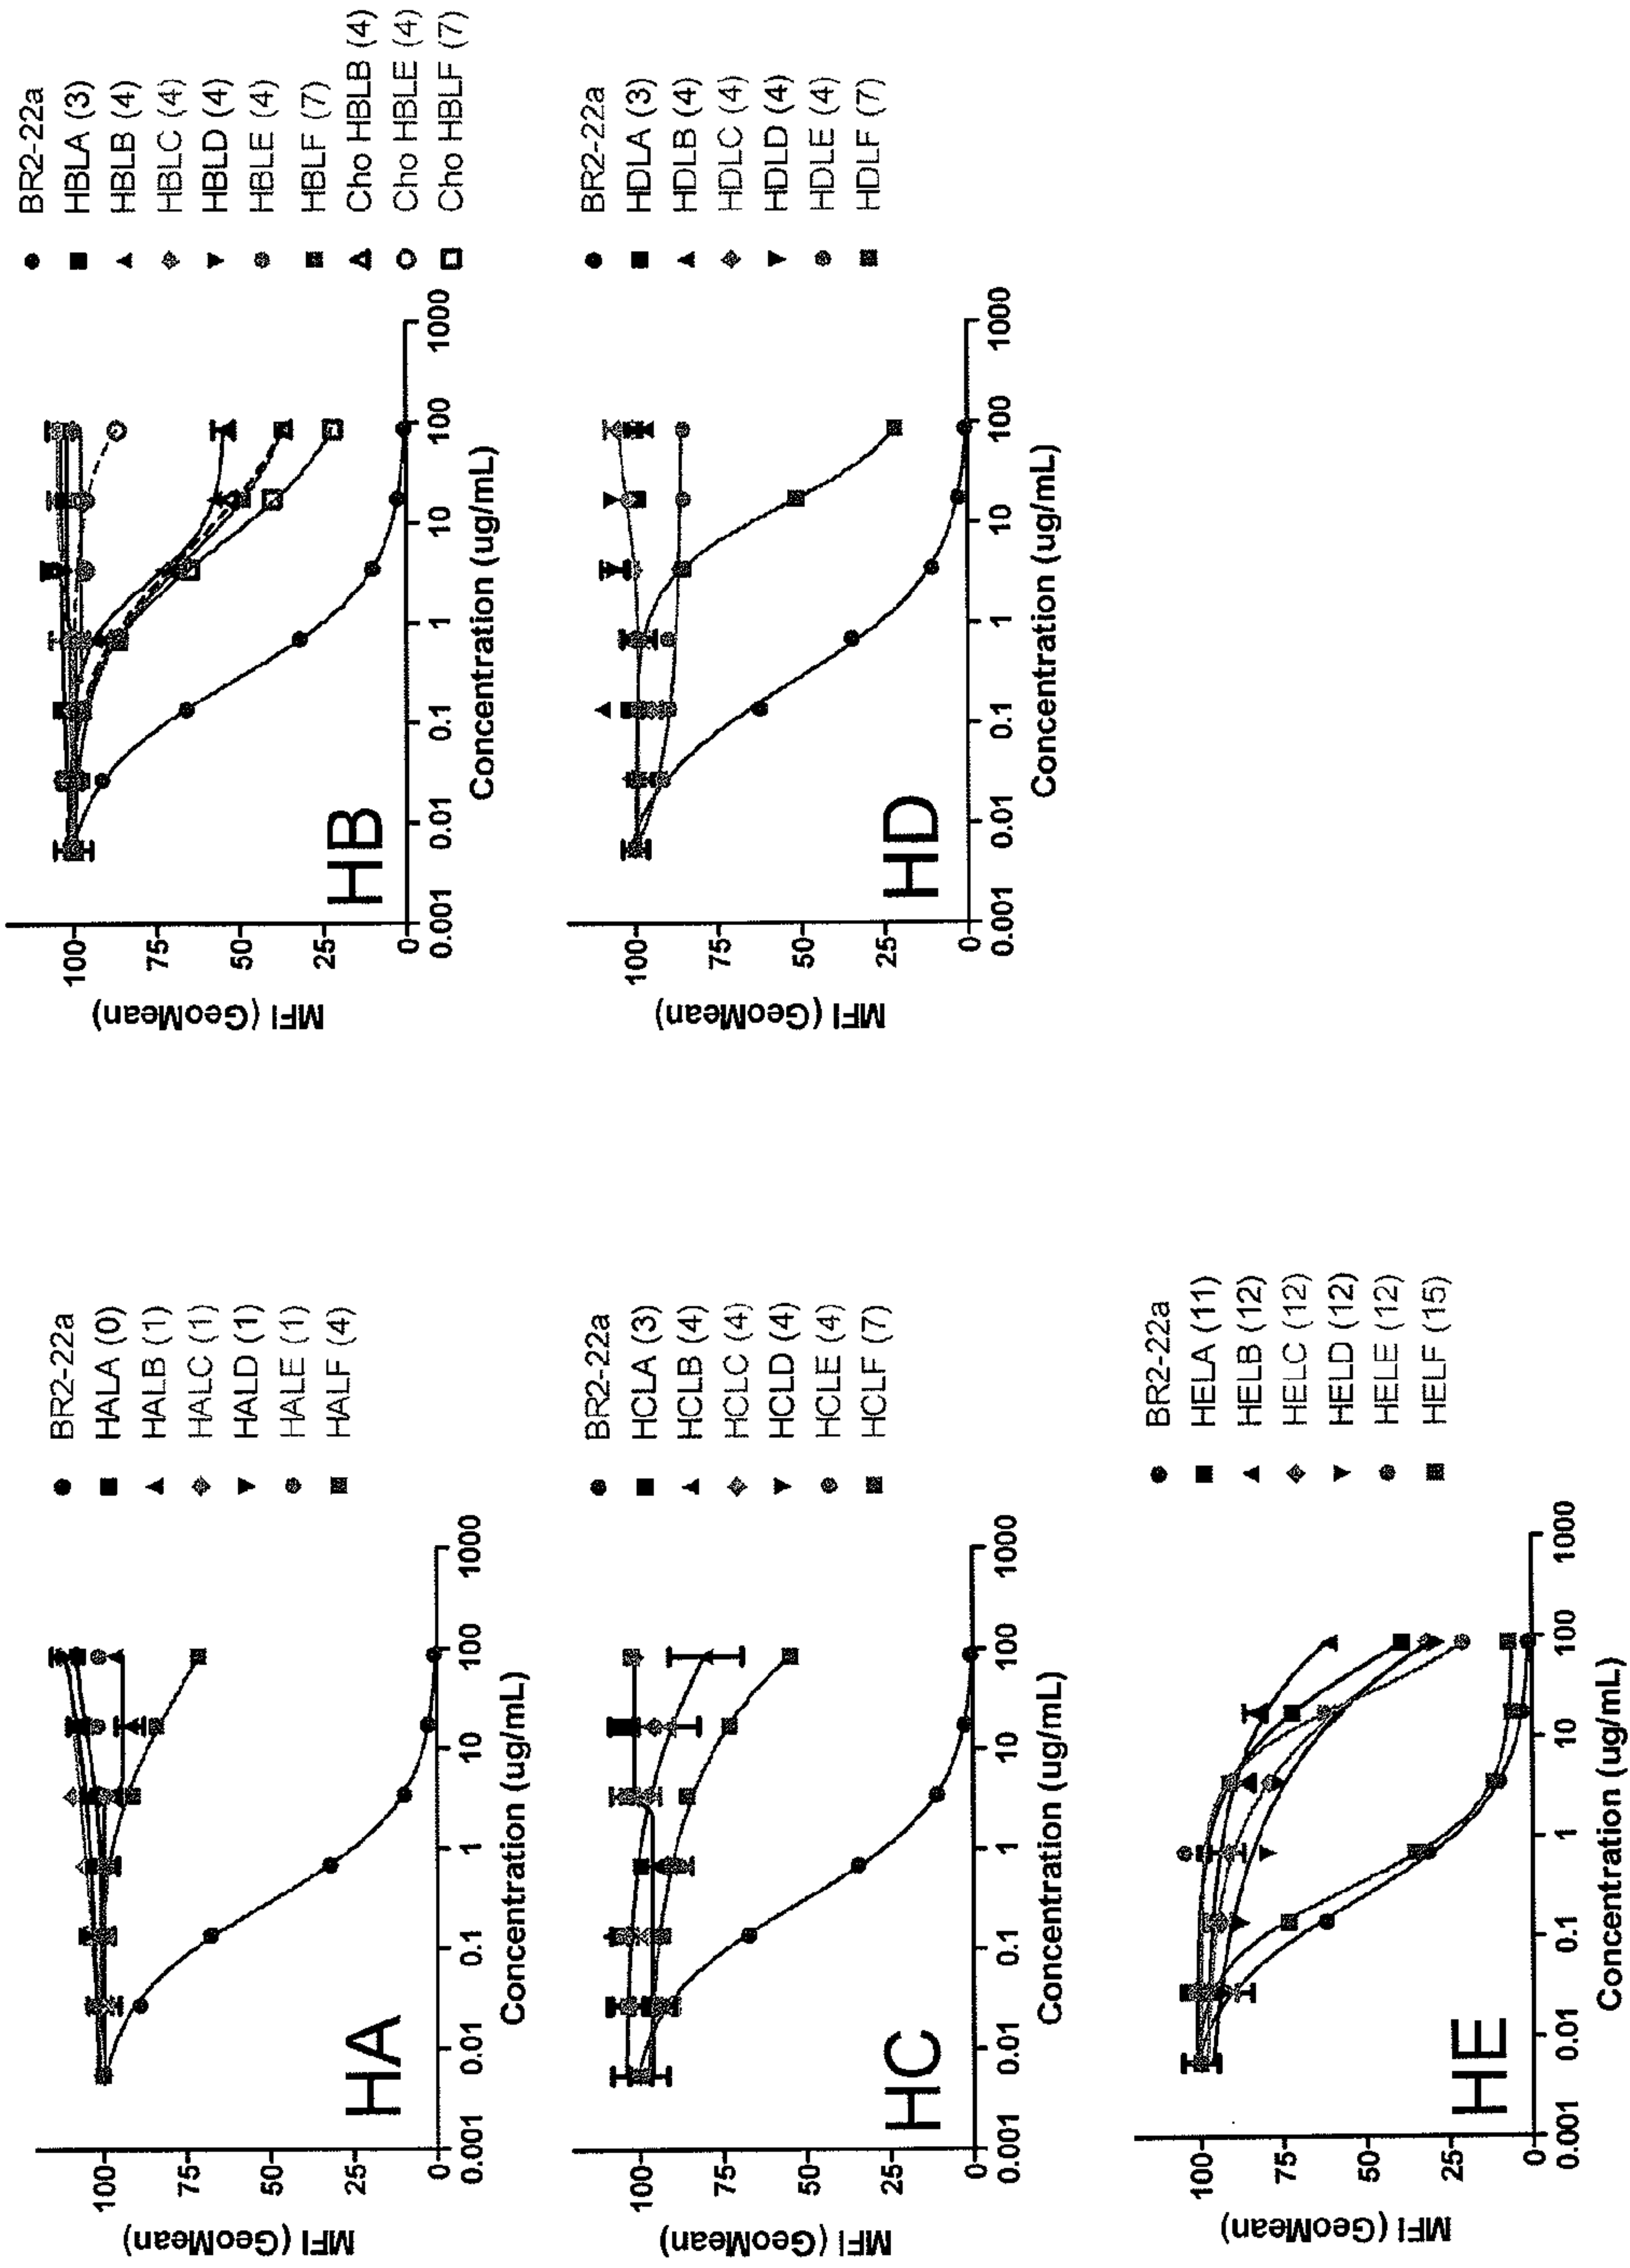 HA
MFI (GeoMean)
100
75
50
25
0
0.001
0.01
0.1
1
10
100
1000
Concentration (ug/mL)
BR2-22a
HALA (0)
HALB (1)
HALC (1)
HALD (1)
HALE (1)
HALF (4)
HB
MFI (GeoMean)
100
75
50
25
0
0.001
0.01
0.1
1
10
100
1000
Concentration (ug/mL)
BR2-22a
HBLA (3)
HBLB (4)
HBLC (4)
HBLD (4)
HBLE (4)
HBLF (7)
Cho HBLB (4)
Cho HBLE (4)
Cho HBLF (7)
HC
MFI (GeoMean)
100
75
50
25
0
0.001
0.01
0.1
1
10
100
1000
Concentration (ug/mL)
BR2-22a
HCLA (3)
HCLB (4)
HCLC (4)
HCLD (4)
HCLE (4)
HCLF (7)
HD
MFI (GeoMean)
100
75
50
25
0
0.001
0.01
0.1
1
10
100
1000
Concentration (ug/mL)
BR2-22a
HDLA (3)
HDLB (4)
HDLC (4)
HDLD (4)
HDLE (4)
HDLF (7)
HE
MFI (GeoMean)
100
75
50
25
0
0.001
0.01
0.1
1
10
100
1000
Concentration (ug/mL)
BR2-22a
HELA (11)
HELB (12)
HELC (12)
HELD (12)
HELE (12)
HELF (15)